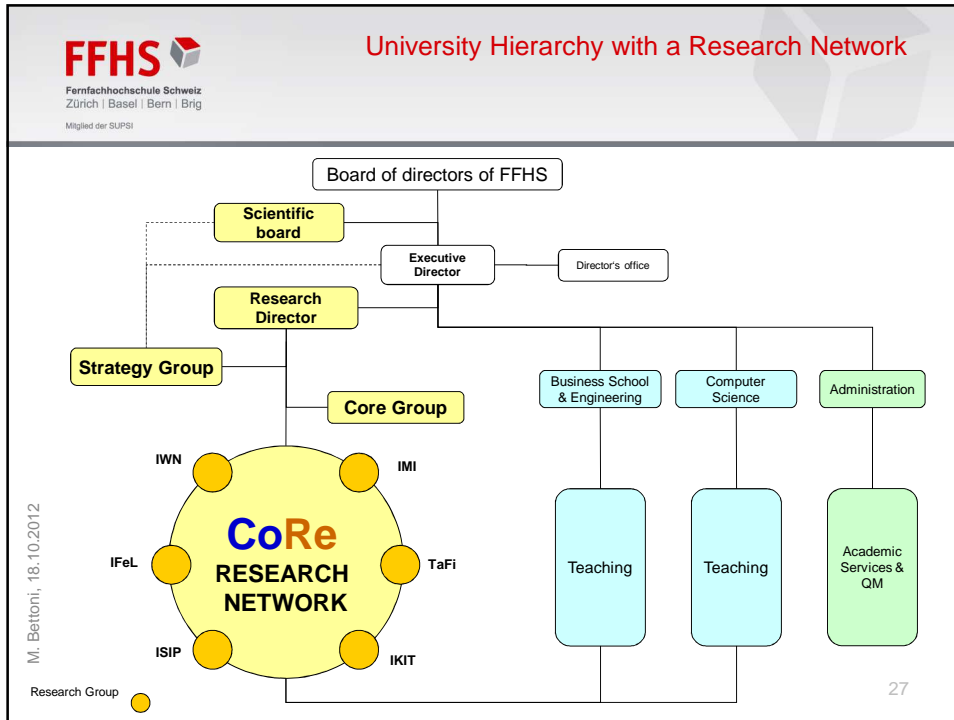 FFHS
Fernfachhochschule Schweiz
Zürich | Basel | Bern | Brig
Mitglied der SUPSI
University Hierarchy with a Research Network
Board of directors of FFHS
Scientific
board
Executive
Director
Director's office
Research
Director
Strategy Group
Core Group
Business School
& Engineering
Computer
Science
Administration
IWN
IMI
IFeL
CoRe
RESEARCH
NETWORK
TaFi
ISIP
IKIT
Teaching
Teaching
Academic
Services &
QM
M. Bettoni, 18.10.2012
Research Group
27